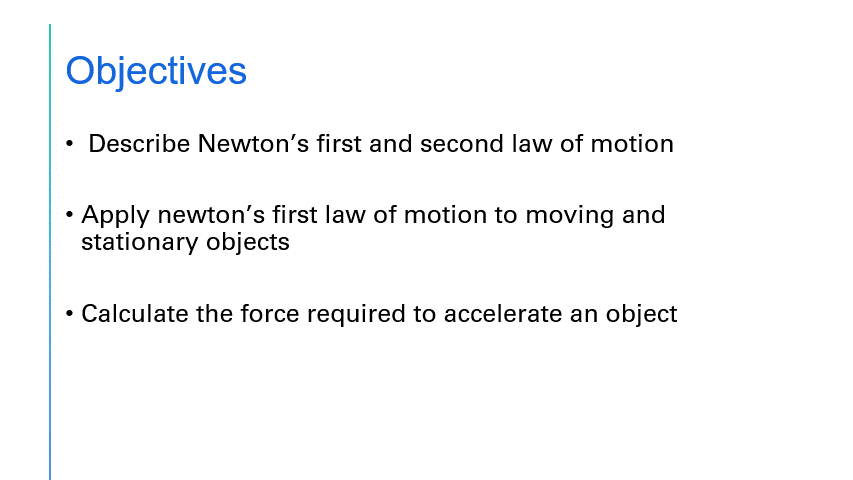 Objectives
• Describe Newton’s first and second law of motion
• Apply newton’s first law of motion to moving and
stationary objects
• Calculate the force required to accelerate an object